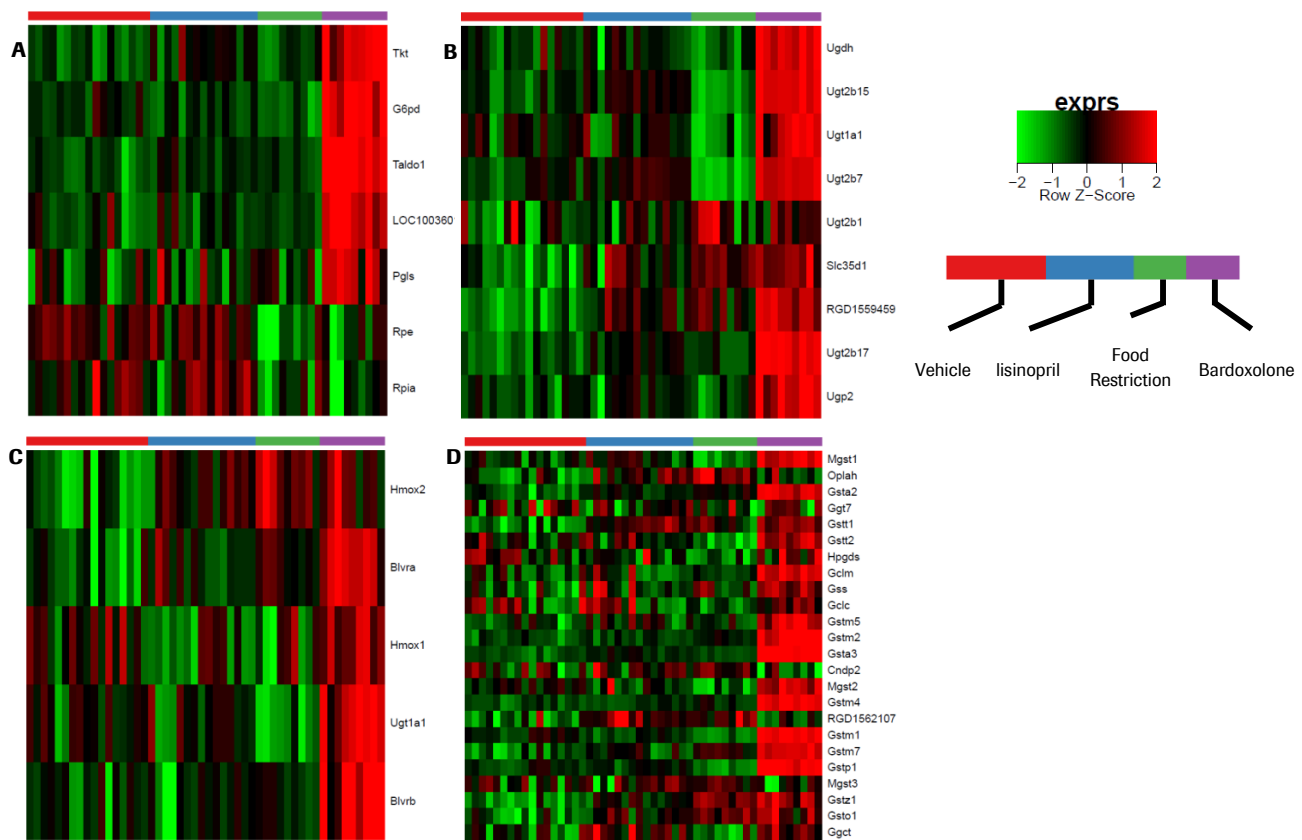 A
Tkt
G6pd
Taldo1
LOC100360
Pgls
Rpe
Rpia
B
Ugdh
Ugt2b15
Ugt1a1
Ugt2b7
Ugt2b1
Slc35d1
RGD1559459
Ugt2b17
Ugp2
exprs
−2 −1 0 1 2
Row Z−Score
Vehicle lisinopril Food Restriction Bardoxolone
C
Hmox2
Blvra
Hmox1
Ugt1a1
Blvrb
D
Mgst1
Oplah
Gsta2
Ggt7
Gstt1
Gstt2
Hpgds
Gclm
Gss
Gclc
Gstm5
Gstm2
Gsta3
Cndp2
Mgst2
Gstm4
RGD1562107
Gstm1
Gstm7
Gstp1
Mgst3
Gstz1
Gsto1
Ggct